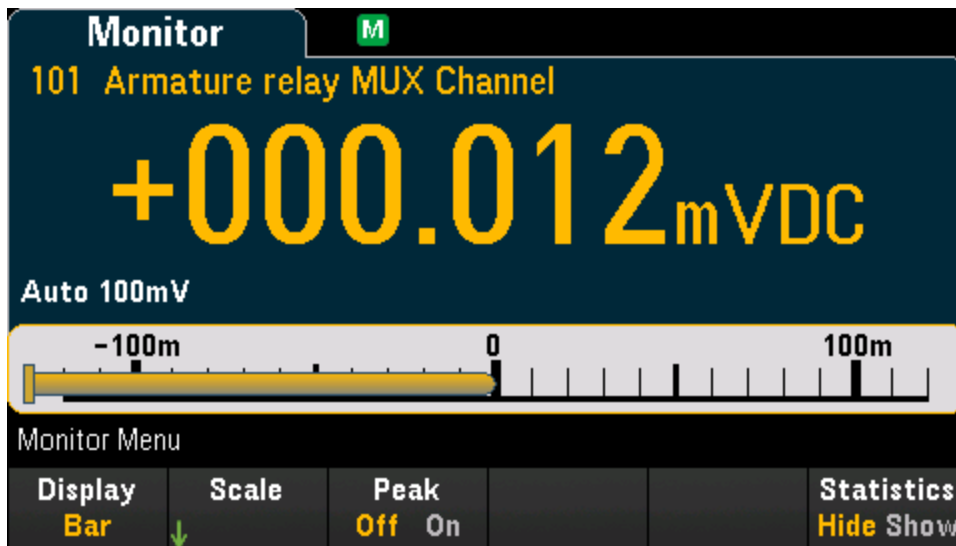 Monitor M
101 Armature relay MUX Channel
+000.012mVDC
Auto 100mV
-100m 0 100m
Monitor Menu
Display Scale Peak Statistics
Bar Off On Hide Show